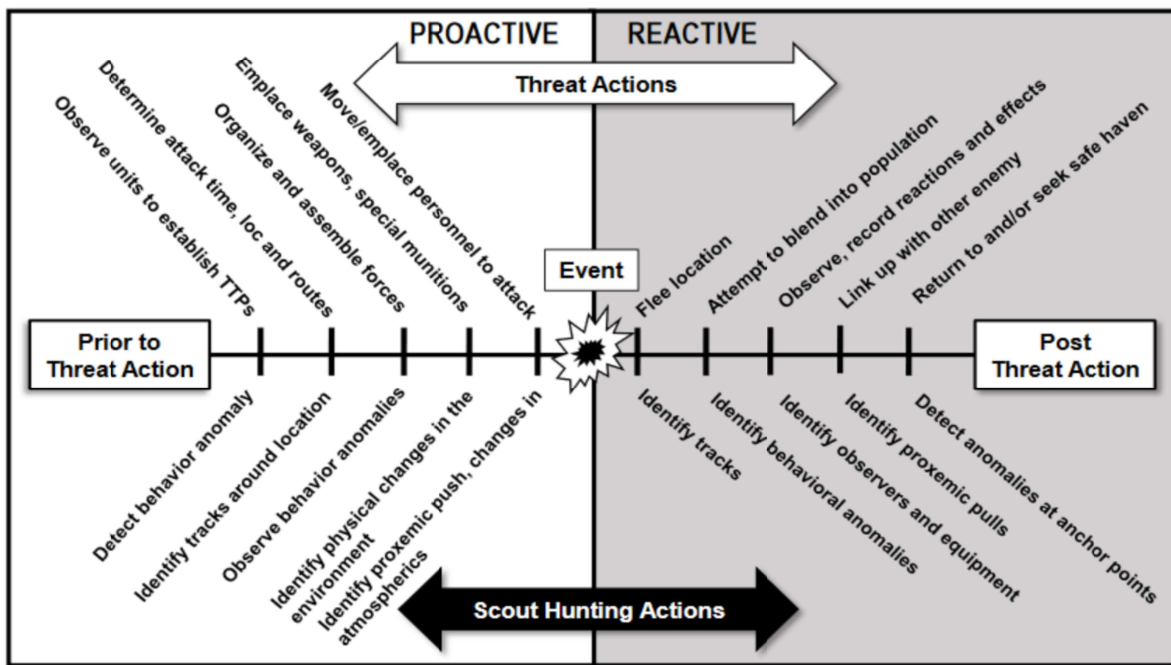 PROACTIVE
REACTIVE
Threat Actions
Observe units to establish TTPs
Determine attack time, loc and routes
Organize and assemble forces
Emplace weapons, special munitions
Move/emplace personnel to attack
Flee location
Attempt to blend into population
Observe, record reactions and effects
Link up with other enemy
Return to and/or seek safe haven
Event
Prior to
Threat Action
Post
Threat Action
Detect behavior anomaly
Identify tracks around location
Observe behavior anomalies
Identify physical changes in the
environment
Identify proxemic push, changes in
atmospherics
Identify tracks
Identify behavioral anomalies
Identify observers and equipment
Identify proxemic pulls
Detect anomalies at anchor points
Scout Hunting Actions